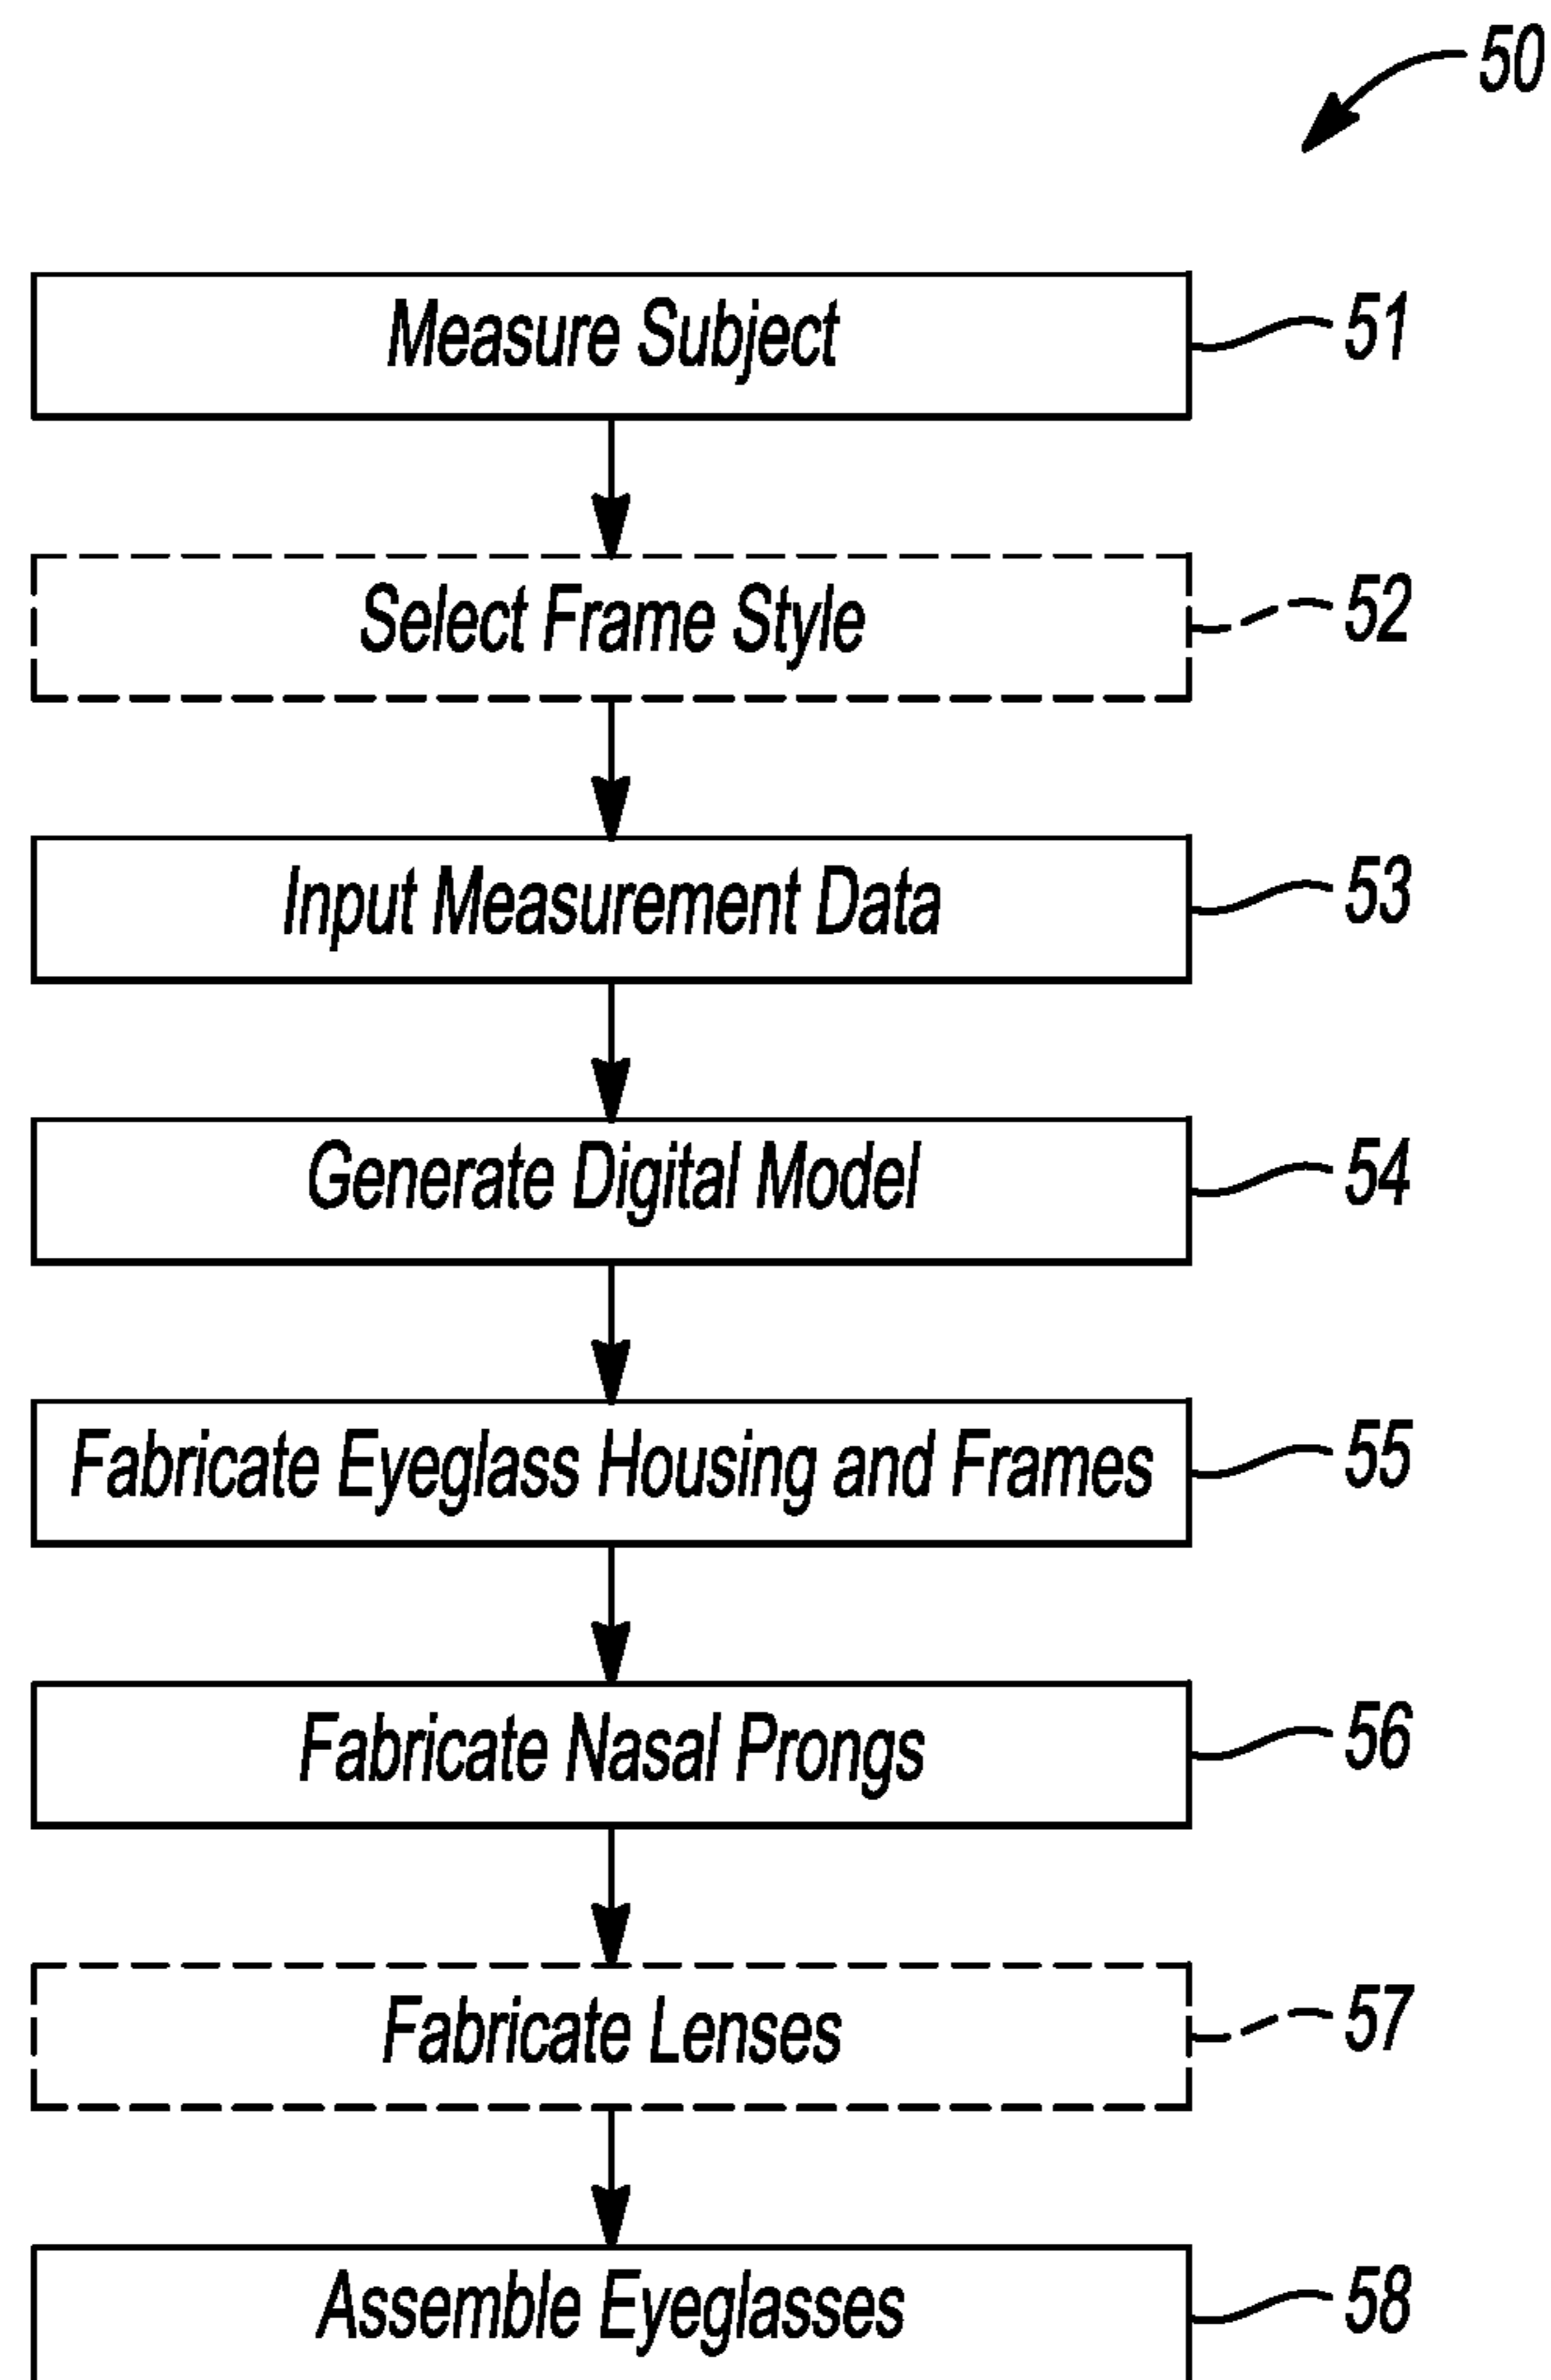 50
Measure Subject 51
Select Frame Style 52
Input Measurement Data 53
Generate Digital Model 54
Fabricate Eyeglass Housing and Frames 55
Fabricate Nasal Prongs 56
Fabricate Lenses 57
Assemble Eyeglasses 58